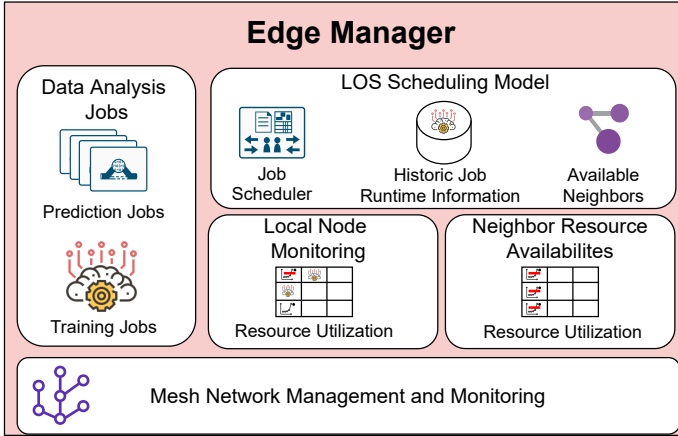 Edge Manager
Data Analysis
Jobs
Prediction Jobs
Training Jobs
LOS Scheduling Model
Job
Scheduler
Historic Job
Runtime Information
Available
Neighbors
Local Node
Monitoring
Resource Utilization
Neighbor Resource
Availabilites
Resource Utilization
Mesh Network Management and Monitoring